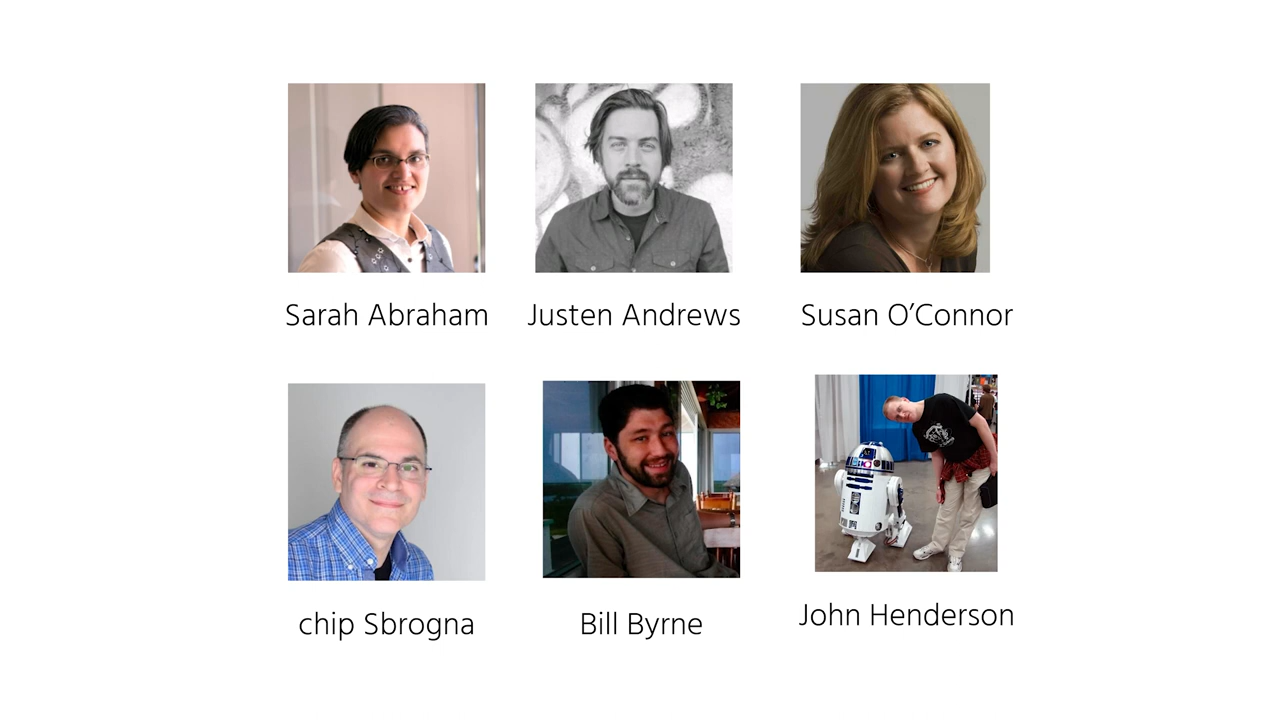 Sarah Abraham
Justen Andrews
Susan O’Connor
chip Sbrogna
Bill Byrne
John Henderson